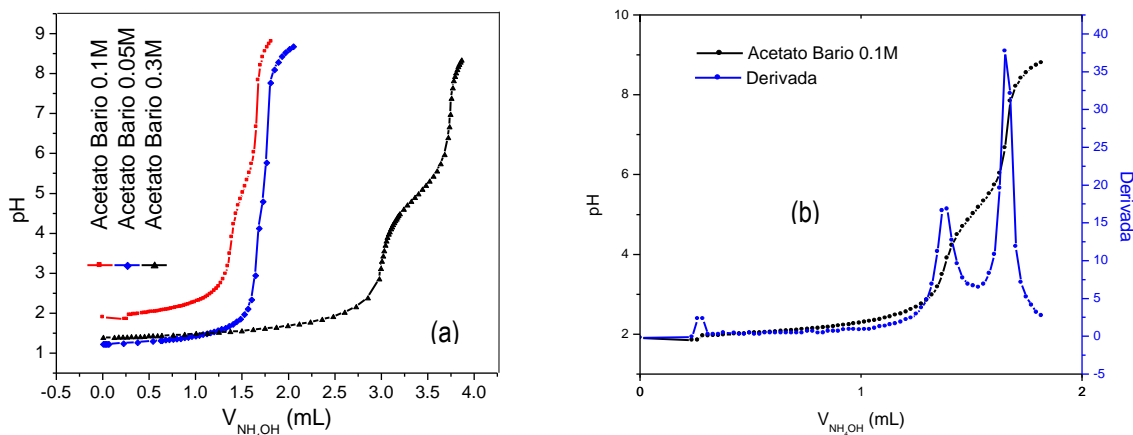 9
8
7
6
5
4
3
2
1
pH
Acetato Bario 0.1M
Acetato Bario 0.05M
Acetato Bario 0.3M
(a)
-0.5 0.0 0.5 1.0 1.5 2.0 2.5 3.0 3.5 4.0
V_NH4OH (mL)
10
8
6
4
2
pH
Acetato Bario 0.1M
Derivada
(b)
40
35
30
25
20
15
10
5
0
-5
Derivada
0 1 2
V_NH4OH (mL)